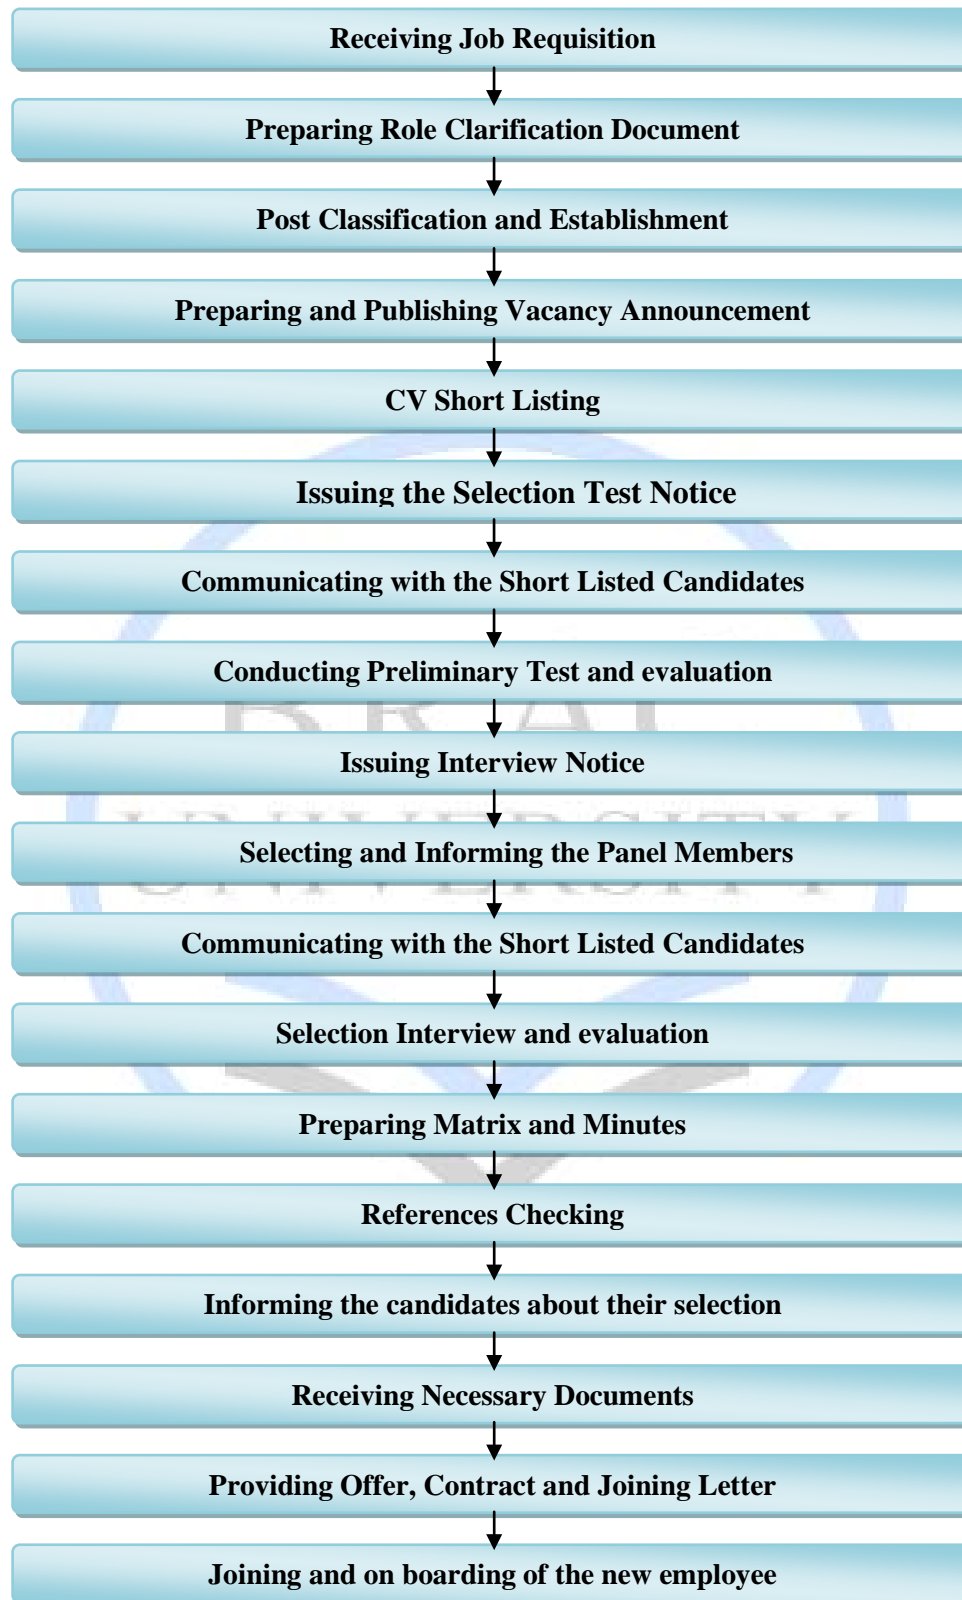 Receiving Job Requisition
Preparing Role Clarification Document
Post Classification and Establishment
Preparing and Publishing Vacancy Announcement
CV Short Listing
Issuing the Selection Test Notice
Communicating with the Short Listed Candidates
Conducting Preliminary Test and evaluation
BRAC
Issuing Interview Notice
UNIVERSITY
Selecting and Informing the Panel Members
Communicating with the Short Listed Candidates
Selection Interview and evaluation
Preparing Matrix and Minutes
References Checking
Informing the candidates about their selection
Receiving Necessary Documents
Providing Offer, Contract and Joining Letter
Joining and on boarding of the new employee